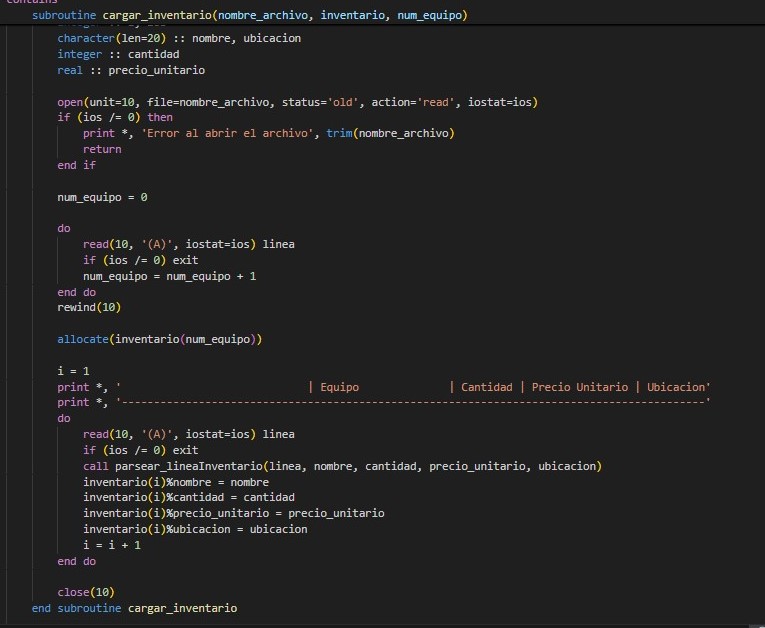 contains
subroutine cargar_inventario(nombre_archivo, inventario, num_equipo)
character(len=20) :: nombre, ubicacion
integer :: cantidad
real :: precio_unitario
open(unit=10, file=nombre_archivo, status='old', action='read', iostat=ios)
if (ios /= 0) then
print *, 'Error al abrir el archivo', trim(nombre_archivo)
return
end if
num_equipo = 0
do
read(10, '(A)', iostat=ios) linea
if (ios /= 0) exit
num_equipo = num_equipo + 1
end do
rewind(10)
allocate(inventario(num_equipo))
i = 1
print *, '                             | Equipo              | Cantidad | Precio Unitario | Ubicacion'
print *, '-------------------------------------------------------------------------------------------'
do
read(10, '(A)', iostat=ios) linea
if (ios /= 0) exit
call parsear_lineaInventario(linea, nombre, cantidad, precio_unitario, ubicacion)
inventario(i)%nombre = nombre
inventario(i)%cantidad = cantidad
inventario(i)%precio_unitario = precio_unitario
inventario(i)%ubicacion = ubicacion
i = i + 1
end do
close(10)
end subroutine cargar_inventario